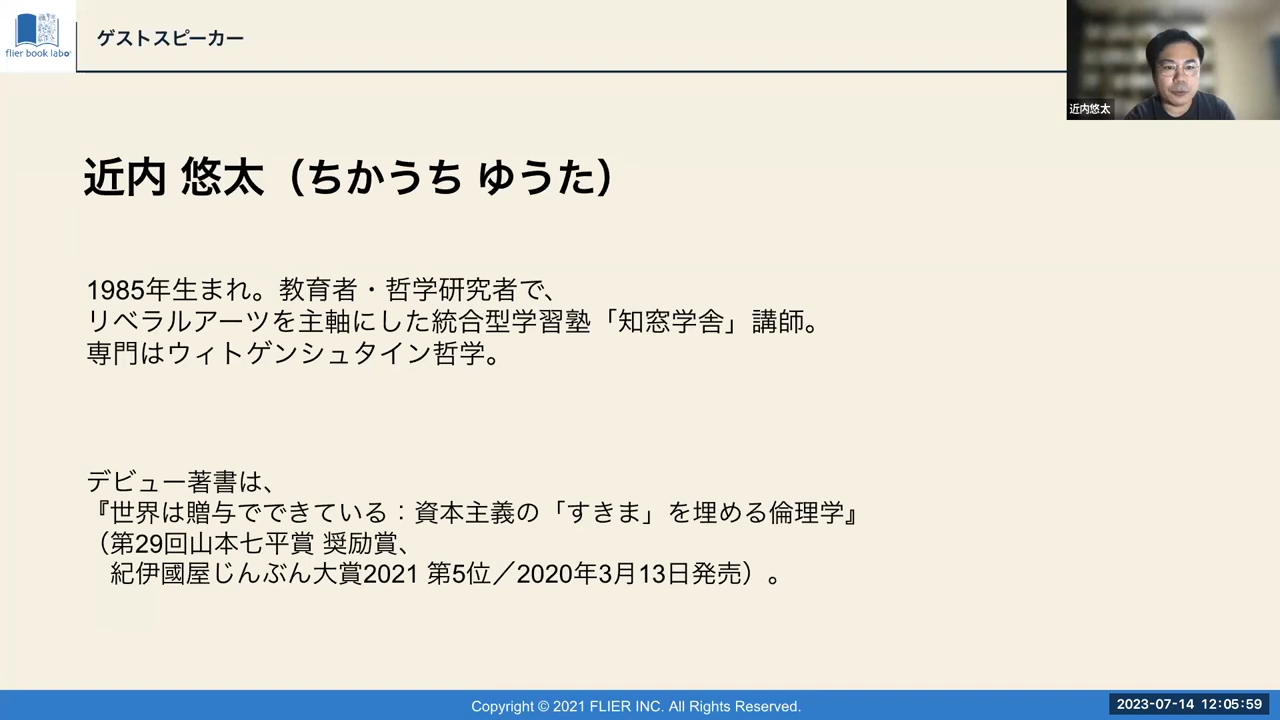 flier book labo
ゲストスピーカー
近内悠太
近内 悠太（ちかうち ゆうた）
1985年生まれ。教育者・哲学研究者で、
リベラルアーツを主軸にした統合型学習塾「知窓学舎」講師。
専門はウィトゲンシュタイン哲学。
デビュー著書は、
『世界は贈与でできている：資本主義の「すきま」を埋める倫理学』
（第29回山本七平賞 奨励賞、
紀伊國屋じんぶん大賞2021 第5位／2020年3月13日発売）。
Copyright © 2021 FLIER INC. All Rights Reserved.
2023-07-14 12:05:59